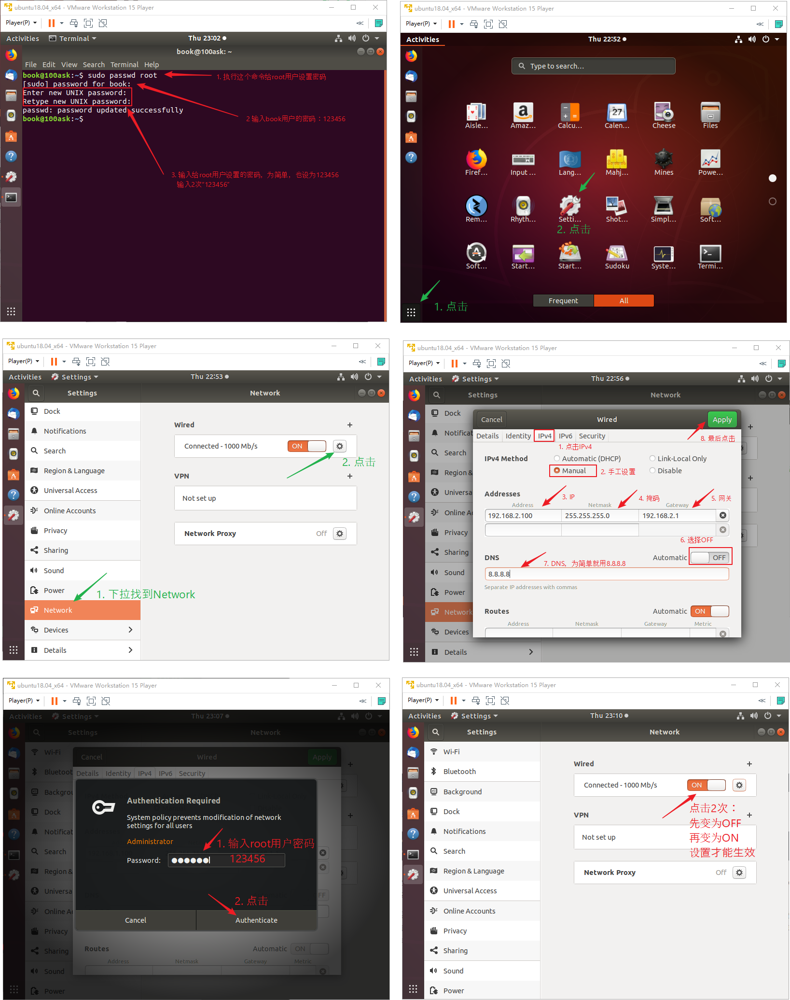 ubuntu18.04_x64 - VMware Workstation 15 Player
Player(P)
Activities Terminal Thu 23:02
book@100ask: ~
File Edit View Search Terminal Help
book@100ask:~$ sudo passwd root
1. 执行这个命令给root用户设置密码
[sudo] password for book:
Enter new UNIX password:
Retype new UNIX password:
passwd: password updated successfully
book@100ask:~$
2 输入book用户的密码：123456
3. 输入给root用户设置的密码，为简单，也设为123456
输入2次“123456”
ubuntu18.04_x64 - VMware Workstation 15 Player
Player(P)
Activities Thu 22:52
Type to search...
27
Aisle... Amaz... Calcu... Calen... Cheese Files
Firef... Input ... Lang... Mahj... Mines Powe...
Rem... Rhyth... Setti... Shot... Simpl... Soft...
2. 点击
Soft... Start... Start... Sudoku Syste... Termi...
1. 点击
Frequent All
ubuntu18.04_x64 - VMware Workstation 15 Player
Player(P)
Activities Settings Thu 22:53
Settings Network
Dock
Notifications
Search
Region & Language
Universal Access
Online Accounts
Privacy
Sharing
Sound
Power
Network
Devices
Details
1. 下拉找到Network
Wired
Connected - 1000 Mb/s ON
2. 点击
VPN
Not set up
Network Proxy Off
ubuntu18.04_x64 - VMware Workstation 15 Player
Player(P)
Activities Settings Thu 22:56
Settings Network
Dock
Notificat
Search
Region &
Universa
Online A
Privacy
Sharing
Sound
Power
Network
Devices
Details
Cancel Wired Apply
8. 最后点击
Details Identity IPv4 IPv6 Security
1. 点击IPv4
IPv4 Method Automatic (DHCP) Link-Local Only
Manual Disable
2. 手工设置
Addresses
3. IP 4. 掩码 5. 网关
Address Netmask Gateway
192.168.2.100 255.255.255.0 192.168.2.1
6. 选择OFF
DNS Automatic OFF
7. DNS，为简单就用8.8.8.8
8.8.8.8
Separate IP addresses with commas
Routes Automatic ON
Address Netmask Gateway Metric
ubuntu18.04_x64 - VMware Workstation 15 Player
Player(P)
Activities Settings Thu 23:07
Settings Network
Wi-Fi
Bluetoot
Backgrou
Dock
Notificat
Search
Region &
Universa
Online Ac
Privacy
Sharing
Sound
Power
Cancel Wired Apply
Details Identity IPv4 IPv6 Security
Authentication Required
System policy prevents modification of network
settings for all users
Administrator
1. 输入root用户密码
123456
Password: ●●●●●●
2. 点击
Cancel Authenticate
Routes Automatic ON
Address Netmask Gateway Metric
ubuntu18.04_x64 - VMware Workstation 15 Player
Player(P)
Activities Settings Thu 23:10
Settings Network
Wi-Fi
Bluetooth
Background
Dock
Notifications
Search
Region & Language
Universal Access
Online Accounts
Privacy
Sharing
Sound
Power
Wired
Connected - 1000 Mb/s ON
点击2次：
先变为OFF
再变为ON
设置才能生效
VPN
Not set up
Network Proxy Off